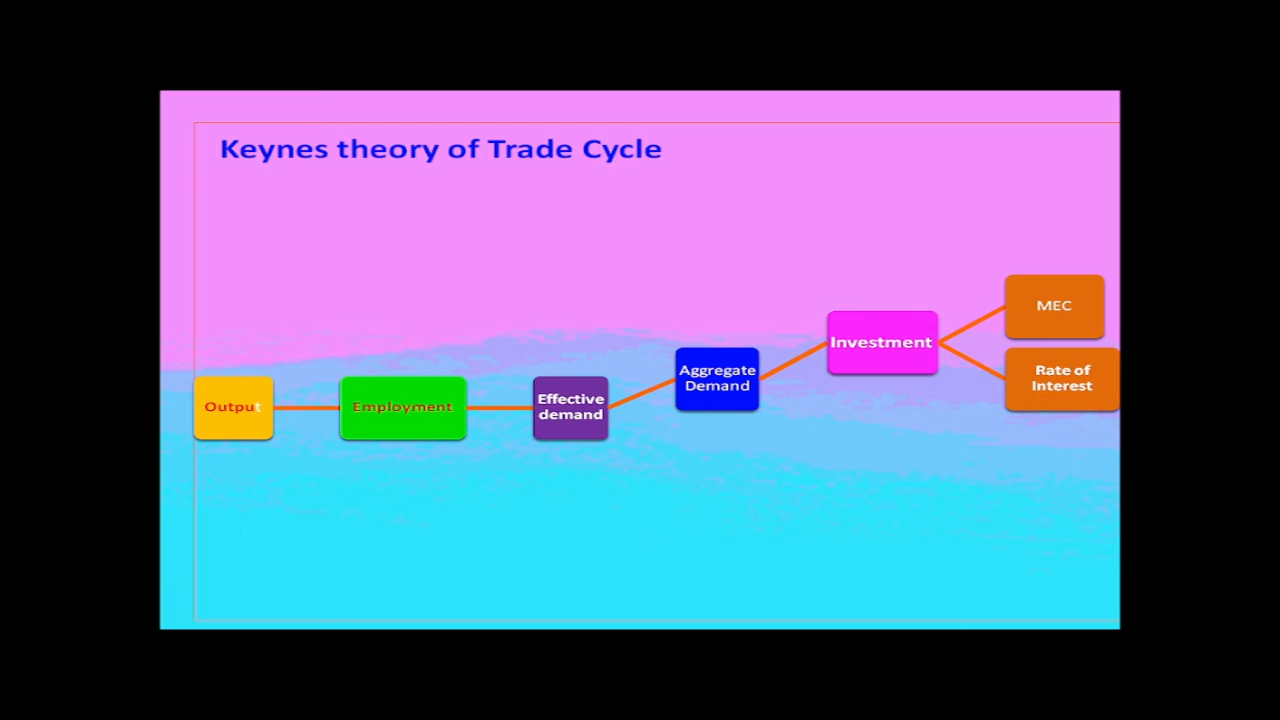 Keynes theory of Trade Cycle
MEC
Investment
Rate of
Interest
Aggregate
Demand
Effective
demand
Employment
Output